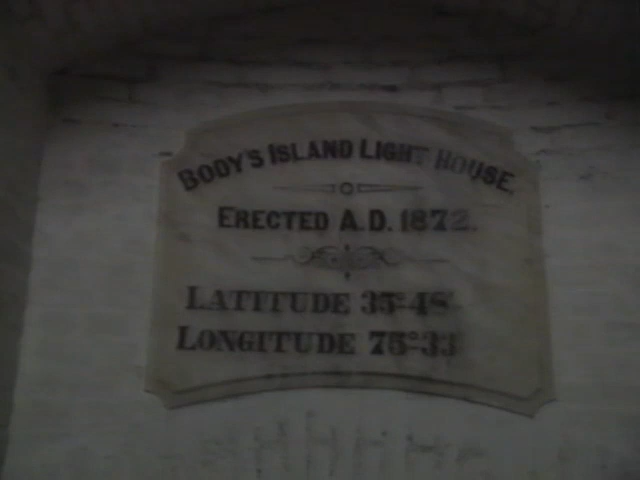 BODY'S ISLAND LIGHT HOUSE.
ERECTED A.D. 1872.
LATITUDE 35°-48'
LONGITUDE 75°-33'